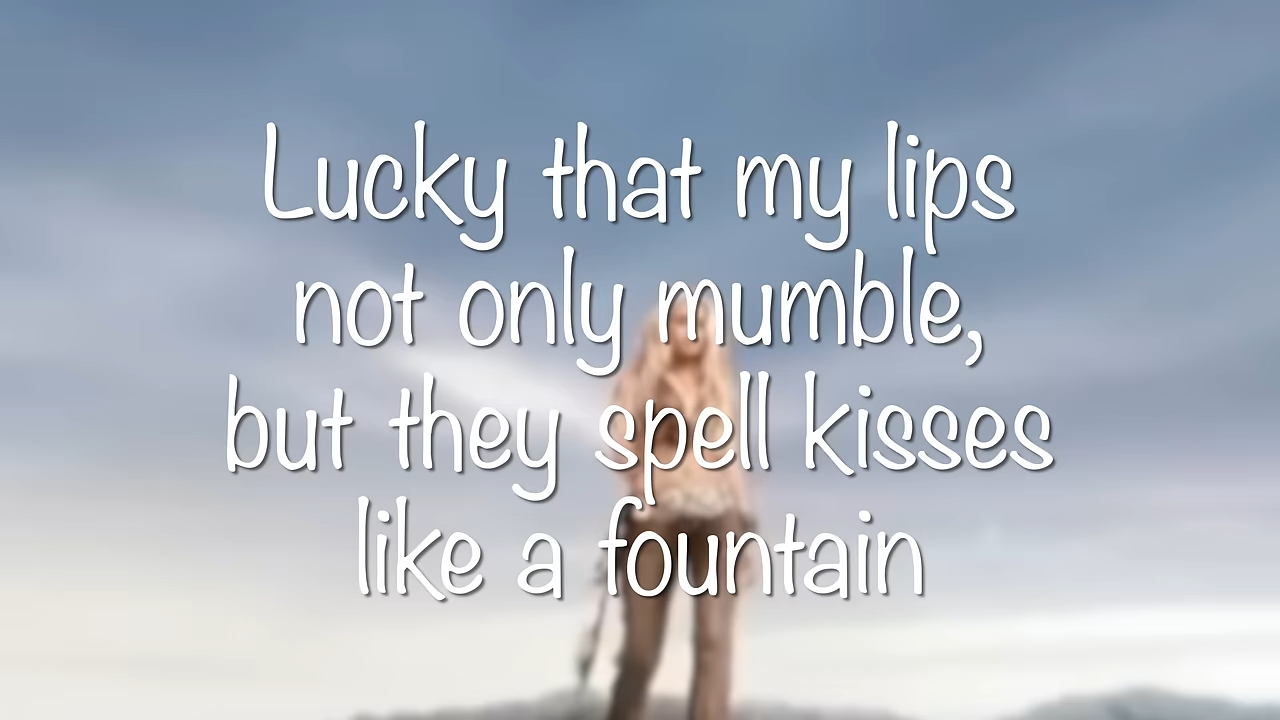 Lucky that my lips
not only mumble,
but they spell kisses
like a fountain